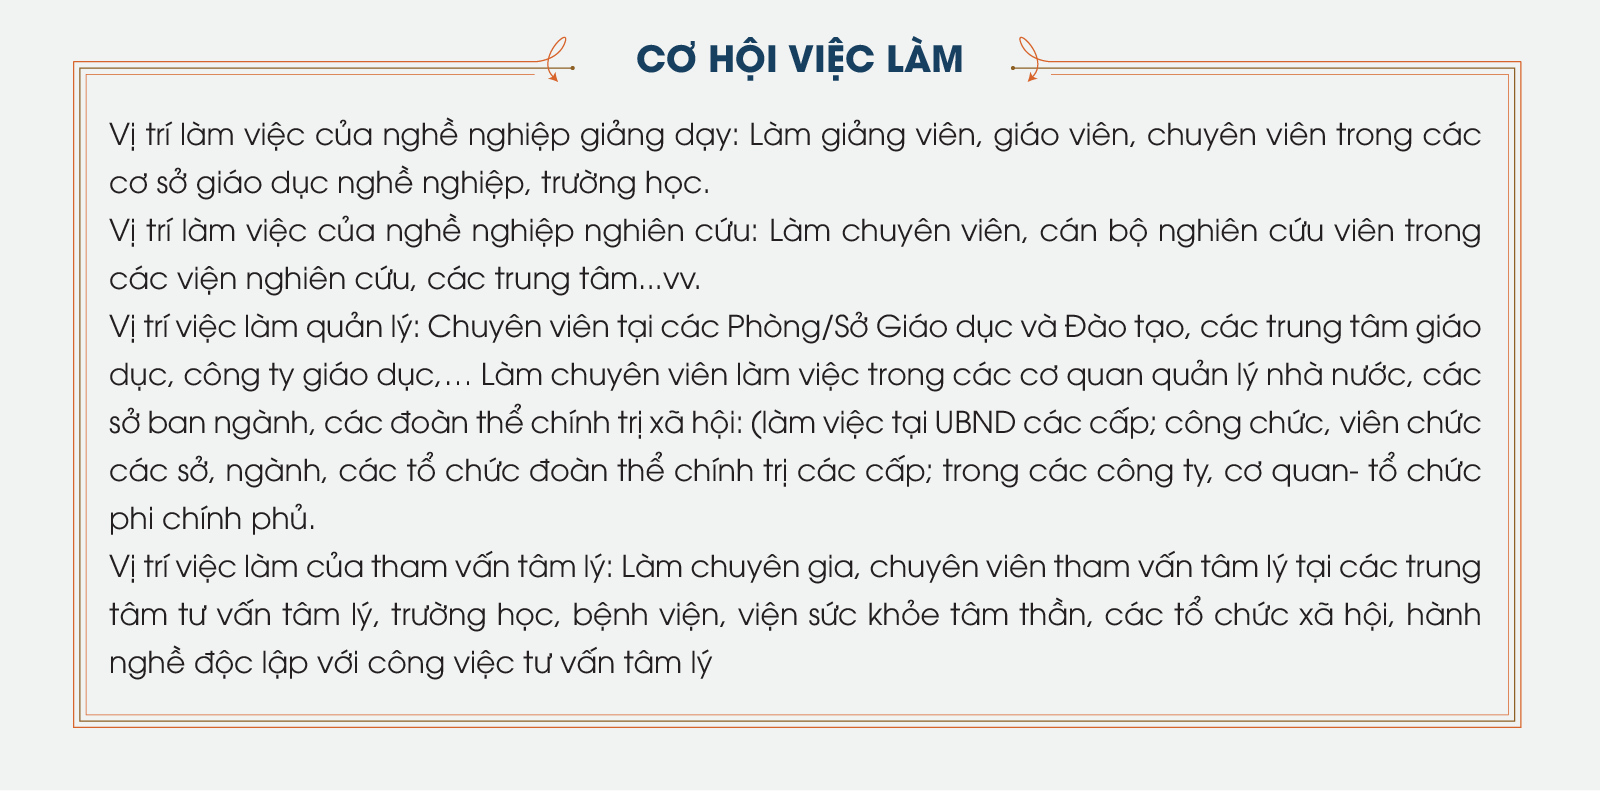 CƠ HỘI VIỆC LÀM
Vị trí làm việc của nghề nghiệp giảng dạy: Làm giảng viên, giáo viên, chuyên viên trong các
cơ sở giáo dục nghề nghiệp, trường học.
Vị trí làm việc của nghề nghiệp nghiên cứu: Làm chuyên viên, cán bộ nghiên cứu viên trong
các viện nghiên cứu, các trung tâm...vv.
Vị trí việc làm quản lý: Chuyên viên tại các Phòng/Sở Giáo dục và Đào tạo, các trung tâm giáo
dục, công ty giáo dục,... Làm chuyên viên làm việc trong các cơ quan quản lý nhà nước, các
sở ban ngành, các đoàn thể chính trị xã hội: (làm việc tại UBND các cấp; công chức, viên chức
các sở, ngành, các tổ chức đoàn thể chính trị các cấp; trong các công ty, cơ quan- tổ chức
phi chính phủ.
Vị trí việc làm của tham vấn tâm lý: Làm chuyên gia, chuyên viên tham vấn tâm lý tại các trung
tâm tư vấn tâm lý, trường học, bệnh viện, viện sức khỏe tâm thần, các tổ chức xã hội, hành
nghề độc lập với công việc tư vấn tâm lý